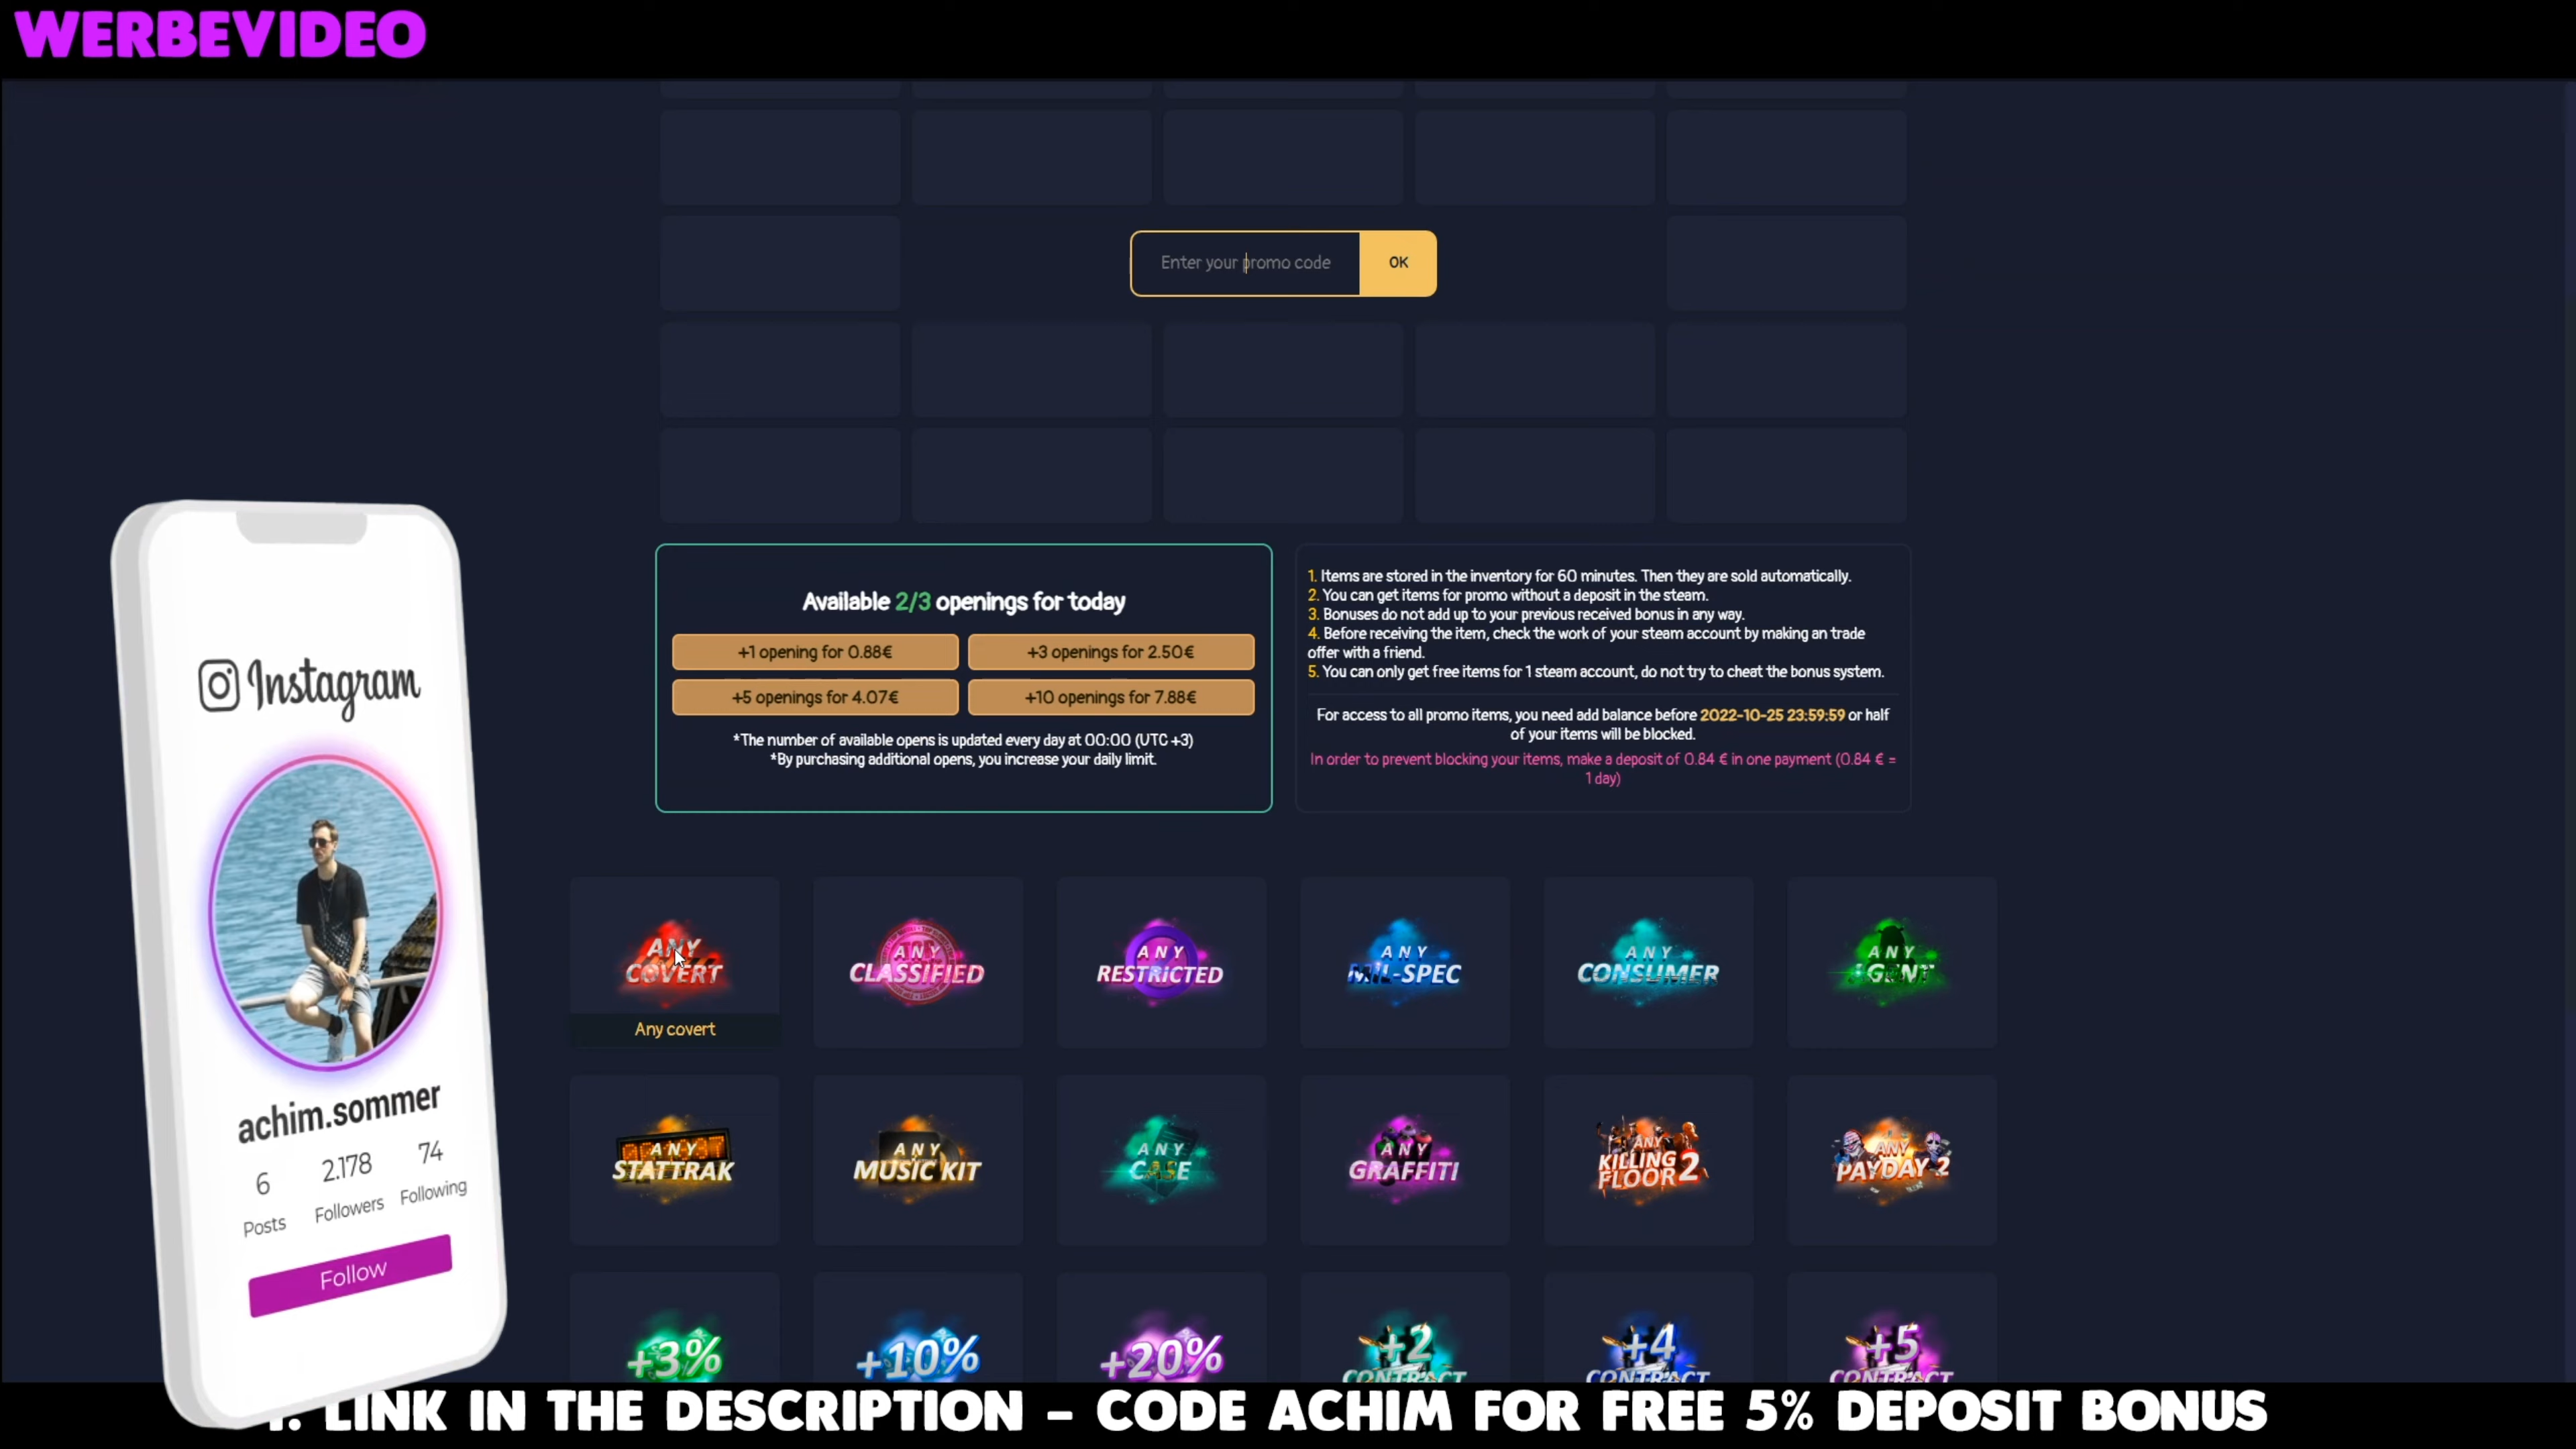 WERBEVIDEO
Enter your promo code
OK
Available 2/3 openings for today
+1 opening for 0.88€
+3 openings for 2.50€
+5 openings for 4.07€
+10 openings for 7.88€
*The number of available opens is updated every day at 00:00 (UTC +3)
*By purchasing additional opens, you increase your daily limit.
1. Items are stored in the inventory for 60 minutes. Then they are sold automatically.
2. You can get items for promo without a deposit in the steam.
3. Bonuses do not add up to your previous received bonus in any way.
4. Before receiving the item, check the work of your steam account by making an trade
offer with a friend.
5. You can only get free items for 1 steam account, do not try to cheat the bonus system.
For access to all promo items, you need add balance before 2022-10-25 23:59:59 or half
of your items will be blocked.
In order to prevent blocking your items, make a deposit of 0.84 € in one payment (0.84 € =
1 day)
Instagram
achim.sommer
6
2.178
74
Posts
Followers
Following
Follow
ANY
COVERT
Any covert
ANY
CLASSIFIED
ANY
RESTRICTED
ANY
MIL-SPEC
ANY
CONSUMER
ANY
AGENT
ANY
STATTRAK
ANY
MUSIC KIT
ANY
CASE
ANY
GRAFFITI
ANY
KILLING
FLOOR 2
ANY
PAYDAY 2
+3%
+10%
+20%
+2
CONTRACT
+4
CONTRACT
+5
CONTRACT
1. LINK IN THE DESCRIPTION – CODE ACHIM FOR FREE 5% DEPOSIT BONUS